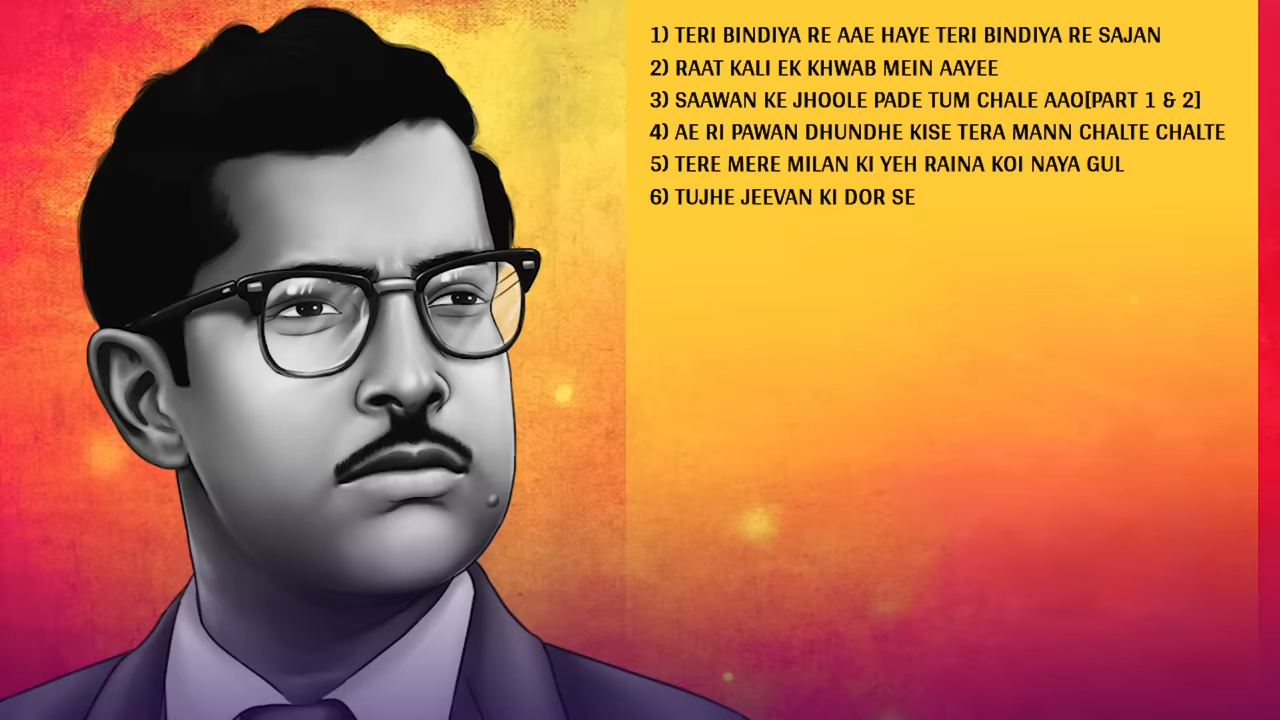 1) TERI BINDIYA RE AAE HAYE TERI BINDIYA RE SAJAN
2) RAAT KALI EK KHWAB MEIN AAYEE
3) SAAWAN KE JHOOLE PADE TUM CHALE AAO[PART 1 & 2]
4) AE RI PAWAN DHUNDHE KISE TERA MANN CHALTE CHALTE
5) TERE MERE MILAN KI YEH RAINA KOI NAYA GUL
6) TUJHE JEEVAN KI DOR SE